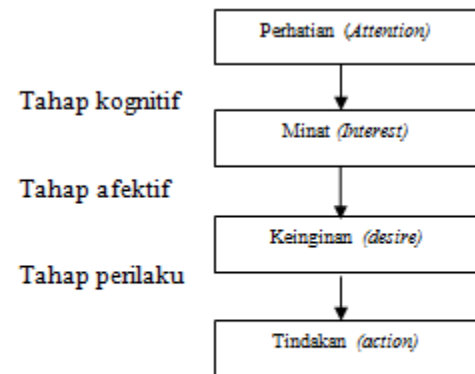 Perhatian (Attention)
Tahap kognitif
Minat (Interest)
Tahap afektif
Keinginan (desire)
Tahap perilaku
Tindakan (action)